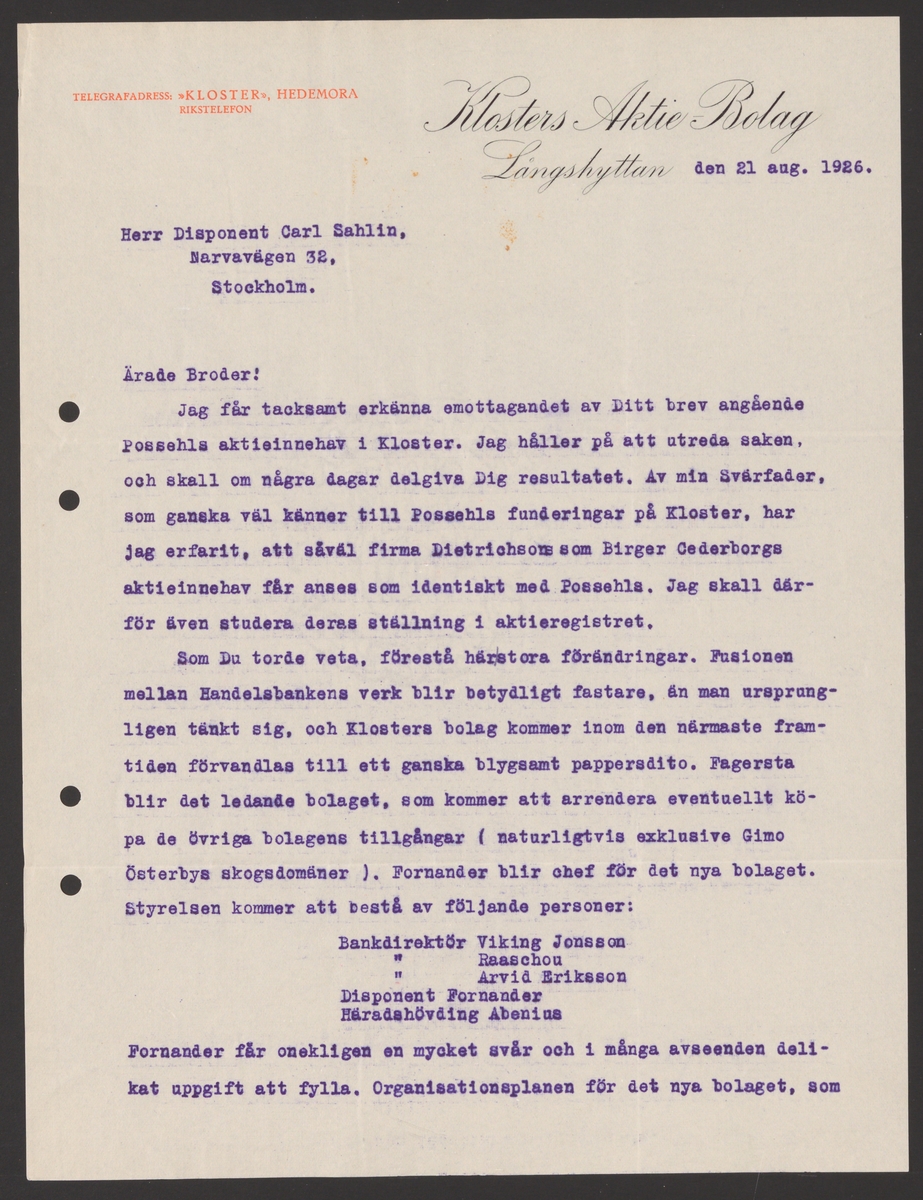 TELEGRAFADRESS: »KLOSTER», HEDEMORA
RIKSTELEFON
Klosters Aktie-Bolag
Långshyttan den 21 aug. 1926.
Herr Disponent Carl Sahlin,
Narvavägen 32,
Stockholm.
Ärade Broder!
Jag får tacksamt erkänna emottagandet av Ditt brev angående
Possehls aktieinnehav i Kloster. Jag håller på att utreda saken,
och skall om några dagar delgiva Dig resultatet. Av min Svärfader,
som ganska väl känner till Possehls funderingar på Kloster, har
jag erfarit, att såväl firma Dietrichsons som Birger Cederborgs
aktieinnehav får anses som identiskt med Possehls. Jag skall där-
för även studera deras ställning i aktieregistret.
Som Du torde veta, förestå här stora förändringar. Fusionen
mellan Handelsbankens verk blir betydligt fastare, än man ursprung-
ligen tänkt sig, och Klosters bolag kommer inom den närmaste fram-
tiden förvandlas till ett ganska blygsamt pappersdito. Fagersta
blir det ledande bolaget, som kommer att arrendera eventuellt kö-
pa de övriga bolagens tillgångar ( naturligtvis exklusive Gimo
Österbys skogsdomäner ). Fornander blir chef för det nya bolaget.
Styrelsen kommer att bestå av följande personer:
Bankdirektör Viking Jonsson
" Raaschou
" Arvid Eriksson
Disponent Fornander
Häradshövding Abenius
Fornander får onekligen en mycket svår och i många avseenden deli-
kat uppgift att fylla. Organisationsplanen för det nya bolaget, som